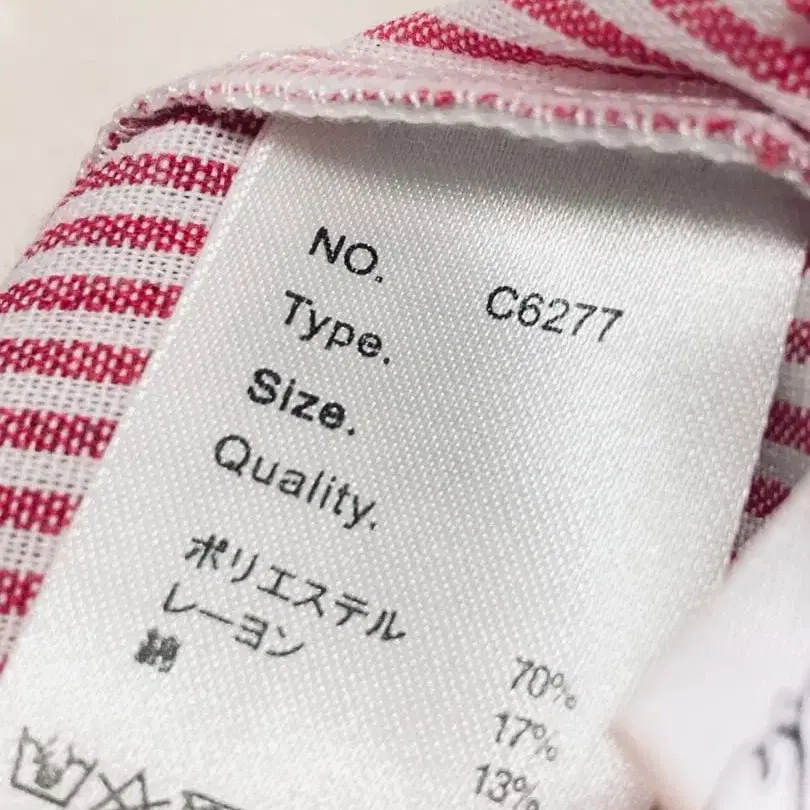 NO. C6277
Type.
Size.
Quality.
ポリエステル 70%
レーヨン 17%
綿 13%